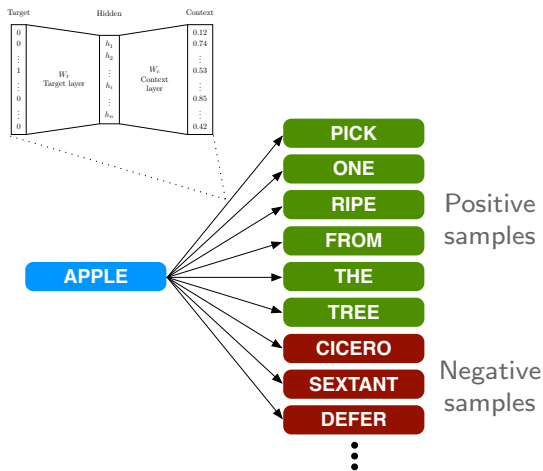 Target Hidden Context
0 h₁ 0.12
0 h₂ 0.74
⋮ ⋮ ⋮
1 hᵢ 0.53
⋮ ⋮ ⋮
0 hₙ 0.85
⋮ ⋮
0 0.42
Wₜ
Target layer
W꜀
Context
layer
APPLE
PICK
ONE
RIPE
FROM
THE
TREE
CICERO
SEXTANT
DEFER
Positive
samples
Negative
samples